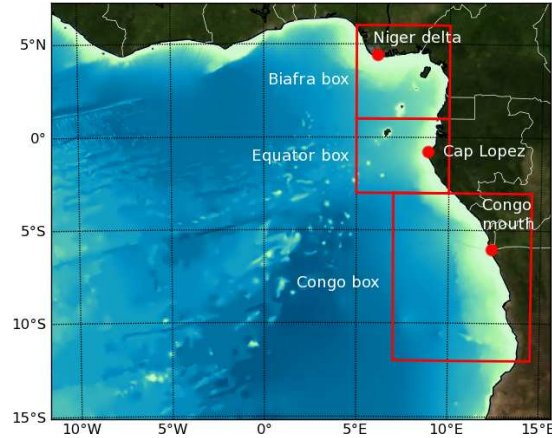 5°N
Niger delta
Biafra box
0°
Equator box
Cap Lopez
Congo
mouth
5°S
Congo box
10°S
15°S
10°W
5°W
0°
5°E
10°E
15°E